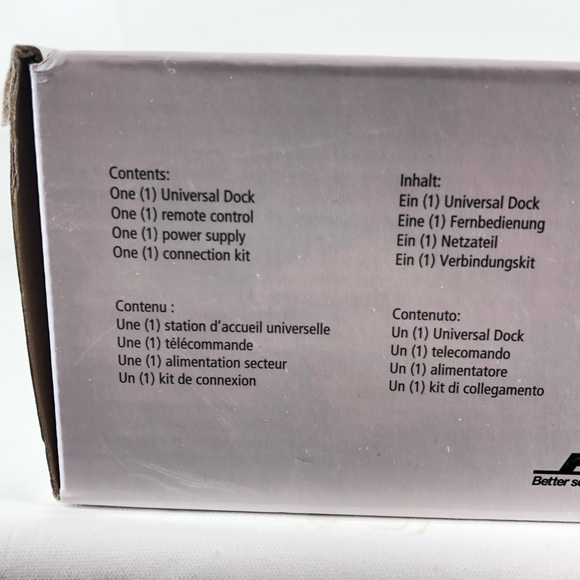 Contents:
One (1) Universal Dock
One (1) remote control
One (1) power supply
One (1) connection kit
Inhalt:
Ein (1) Universal Dock
Eine (1) Fernbedienung
Ein (1) Netzateil
Ein (1) Verbindungskit
Contenu :
Une (1) station d'accueil universelle
Une (1) télécommande
Une (1) alimentation secteur
Un (1) kit de connexion
Contenuto:
Un (1) Universal Dock
Un (1) telecomando
Un (1) alimentatore
Un (1) kit di collegamento
Better